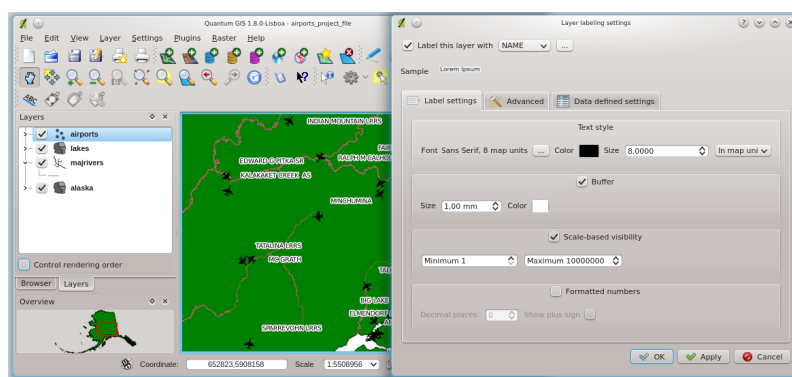 Quantum GIS 1.8.0-Lisboa - airports_project_file
File Edit View Layer Settings Plugins Raster Help
Layers
airports
lakes
majrivers
alaska
Control rendering order
Browser Layers
Overview
INDIAN MOUNTAIN LRRS
EDWARD G PITKA SR
RALPH M CALHOU
KALAKAKET CREEK AS
MINCHUMINA
TATALINA LRRS
MC GRATH
BIG LAKE
ELMENDORF
SPARREVOHN LRRS
Coordinate: 652823,5908158 Scale 1:5508956
Layer labeling settings
Label this layer with NAME ...
Sample Lorem Ipsum
Label settings Advanced Data defined settings
Text style
Font Sans Serif, 8 map units ... Color Size 8,0000 In map uni
Buffer
Size 1,00 mm Color
Scale-based visibility
Minimum 1 Maximum 10000000
Formatted numbers
Decimal places 0 Show plus sign
OK Apply Cancel